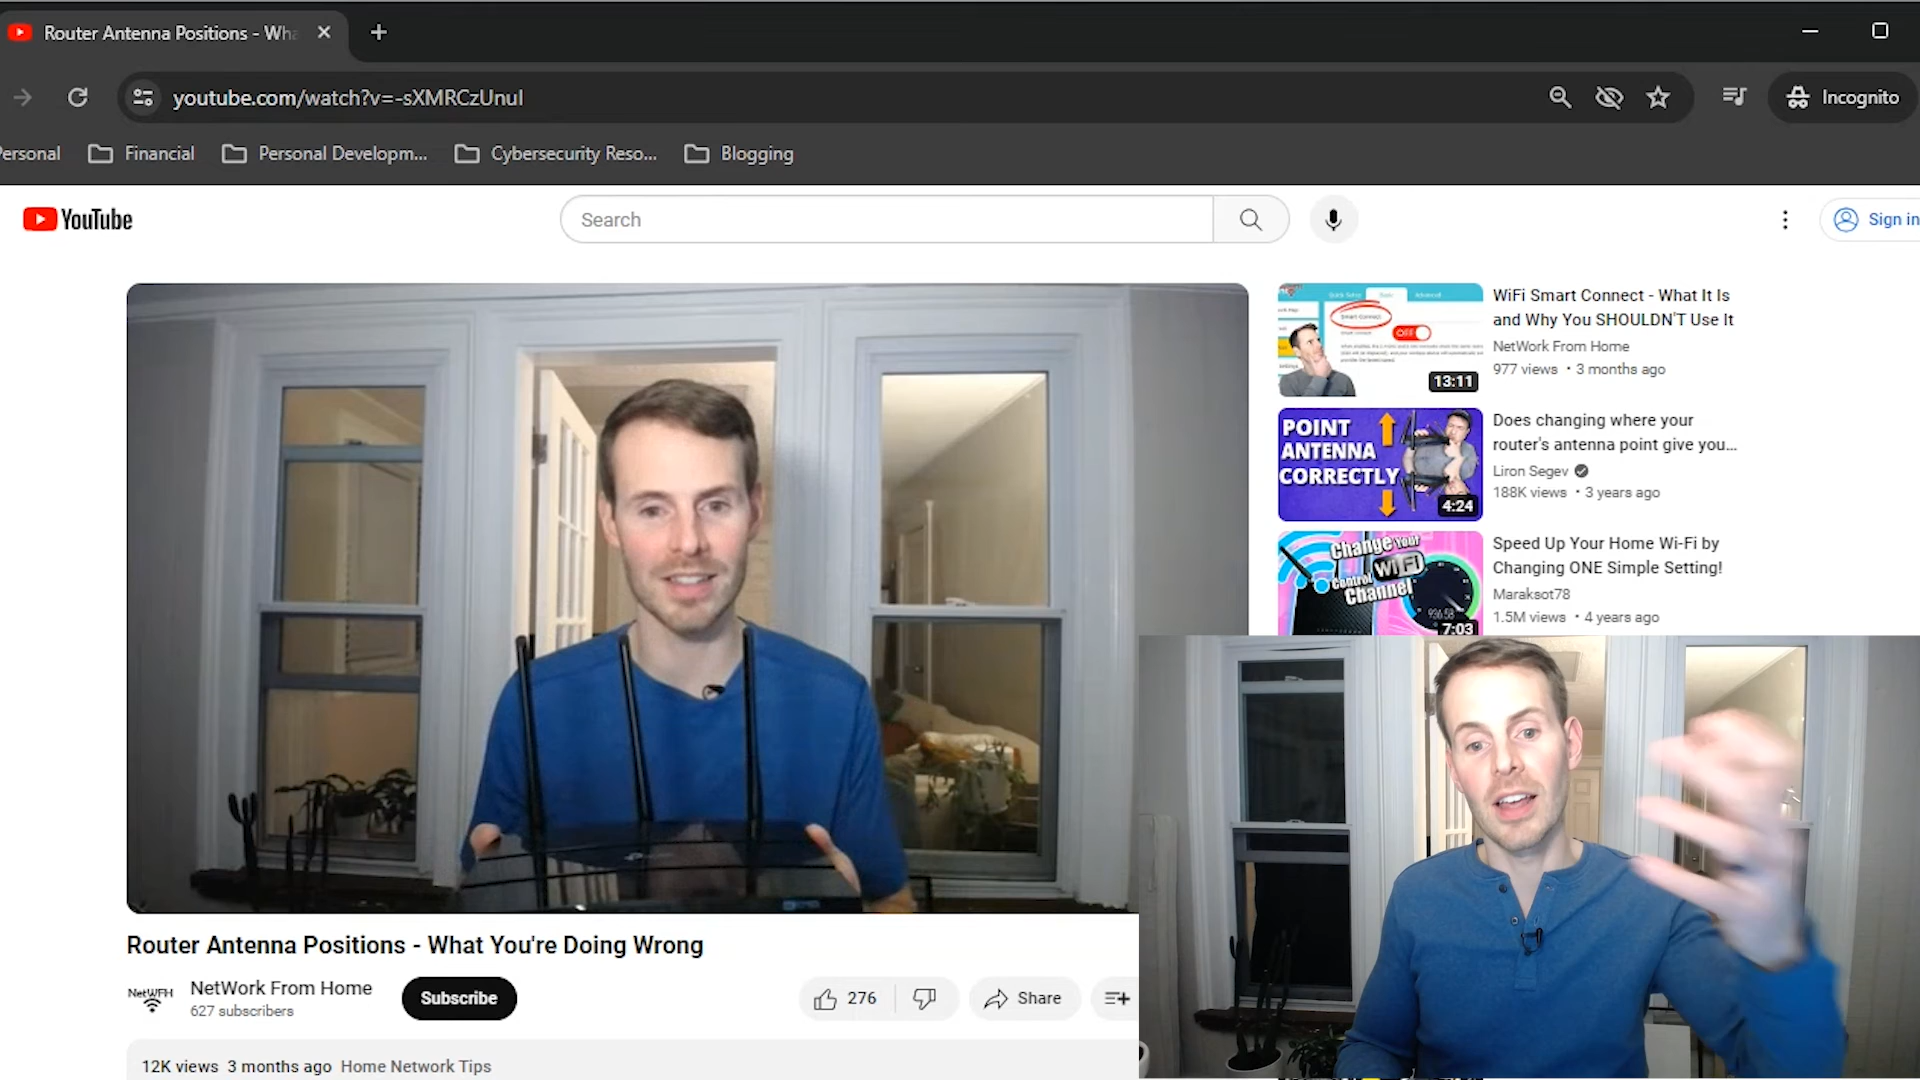 Router Antenna Positions - Wha
youtube.com/watch?v=-sXMRCzUnuI
Incognito
Personal
Financial
Personal Developm...
Cybersecurity Reso...
Blogging
YouTube
Search
Sign in
OFF
13:11
WiFi Smart Connect - What It Is
and Why You SHOULDN'T Use It
NetWork From Home
977 views • 3 months ago
POINT
ANTENNA
CORRECTLY
4:24
Does changing where your
router's antenna point give you...
Liron Segev
188K views • 3 years ago
Change Your
WiFi
Control
Channel
7:03
Speed Up Your Home Wi-Fi by
Changing ONE Simple Setting!
Maraksot78
1.5M views • 4 years ago
Router Antenna Positions - What You're Doing Wrong
NetWFH
NetWork From Home
627 subscribers
Subscribe
276
Share
12K views 3 months ago Home Network Tips